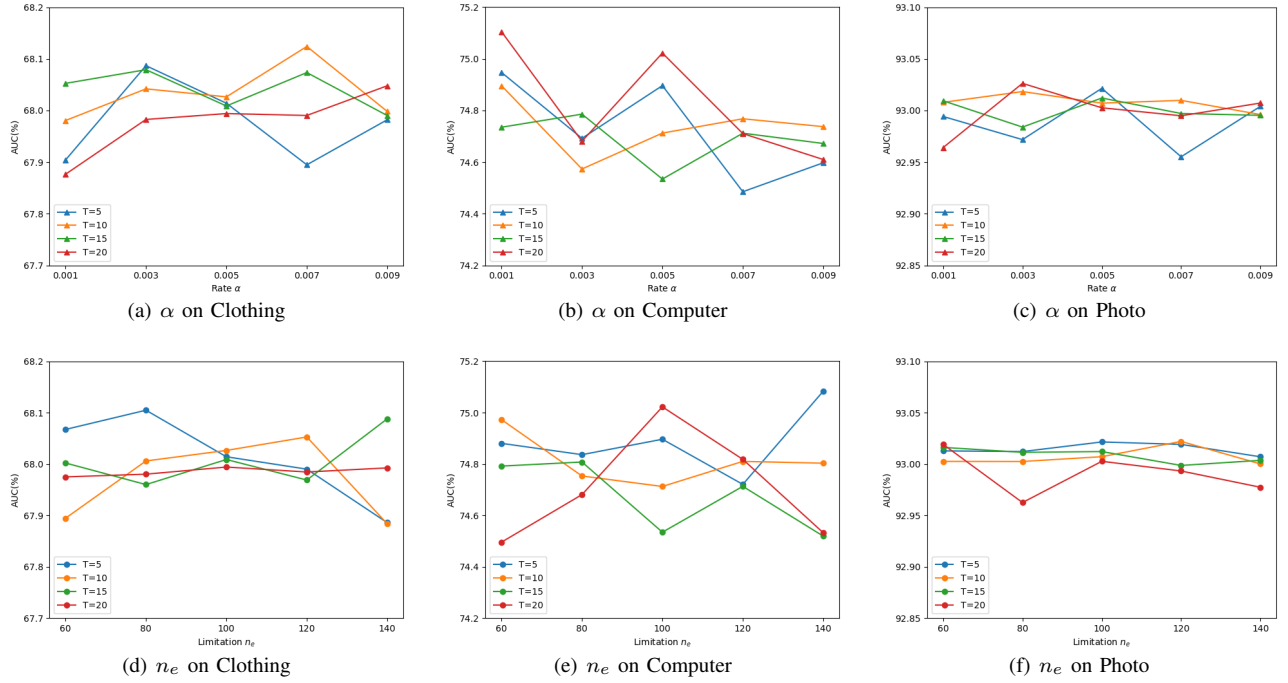 68.2
68.1
68.0
67.9
67.8
67.7
AUC(%)
T=5
T=10
T=15
T=20
0.001 0.003 0.005 0.007 0.009
Rate α
(a) α on Clothing
75.2
75.0
74.8
74.6
74.4
74.2
AUC(%)
T=5
T=10
T=15
T=20
0.001 0.003 0.005 0.007 0.009
Rate α
(b) α on Computer
93.10
93.05
93.00
92.95
92.90
92.85
AUC(%)
T=5
T=10
T=15
T=20
0.001 0.003 0.005 0.007 0.009
Rate α
(c) α on Photo
68.2
68.1
68.0
67.9
67.8
67.7
AUC(%)
T=5
T=10
T=15
T=20
60 80 100 120 140
Limitation nₑ
(d) nₑ on Clothing
75.2
75.0
74.8
74.6
74.4
74.2
AUC(%)
T=5
T=10
T=15
T=20
60 80 100 120 140
Limitation nₑ
(e) nₑ on Computer
93.10
93.05
93.00
92.95
92.90
92.85
AUC(%)
T=5
T=10
T=15
T=20
60 80 100 120 140
Limitation nₑ
(f) nₑ on Photo